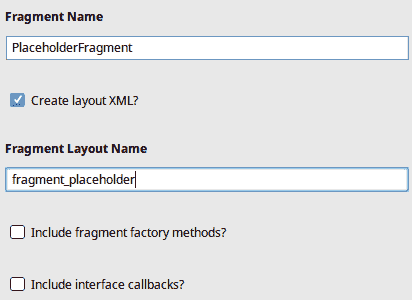 Fragment Name
PlaceholderFragment
Create layout XML?
Fragment Layout Name
fragment_placeholder
Include fragment factory methods?
Include interface callbacks?